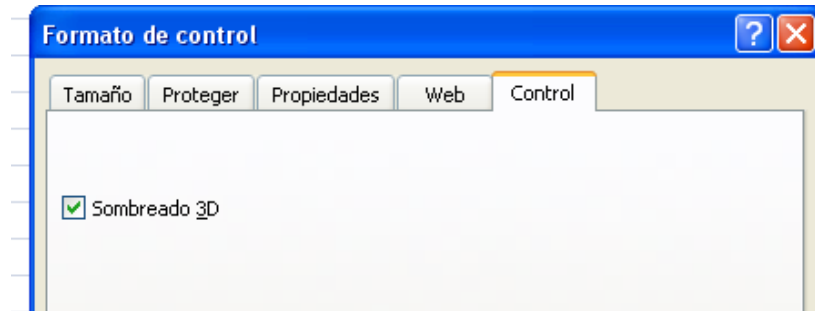 Formato de control
Tamaño Proteger Propiedades Web Control
Sombreado 3D